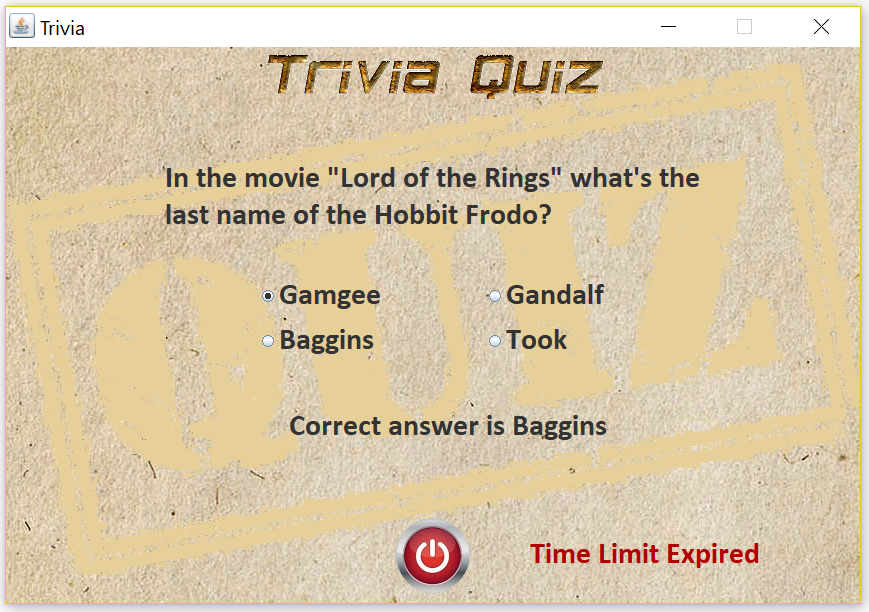 Trivia
Trivia Quiz
In the movie "Lord of the Rings" what's the
last name of the Hobbit Frodo?
Gamgee
Gandalf
Baggins
Took
Correct answer is Baggins
Time Limit Expired
QUIZ